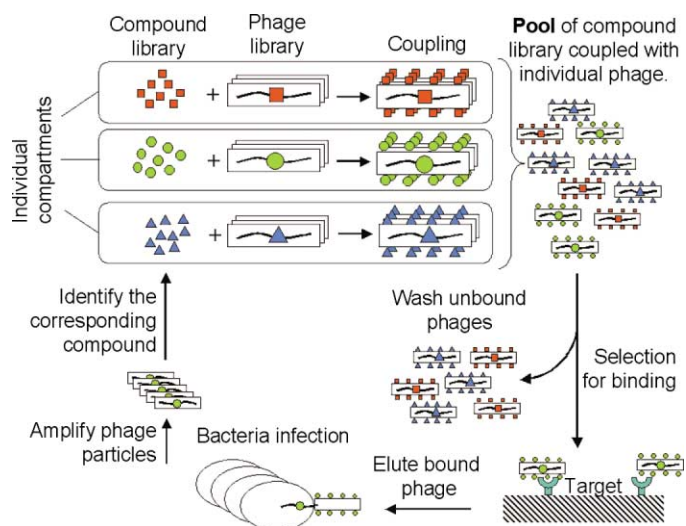 Compound
library
Phage
library
Coupling
Pool of compound
library coupled with
individual phage.
Individual
compartments
+
+
+
Identify the
corresponding
compound
Wash unbound
phages
Selection
for binding
Amplify phage
particles
Bacteria infection
Elute bound
phage
Target